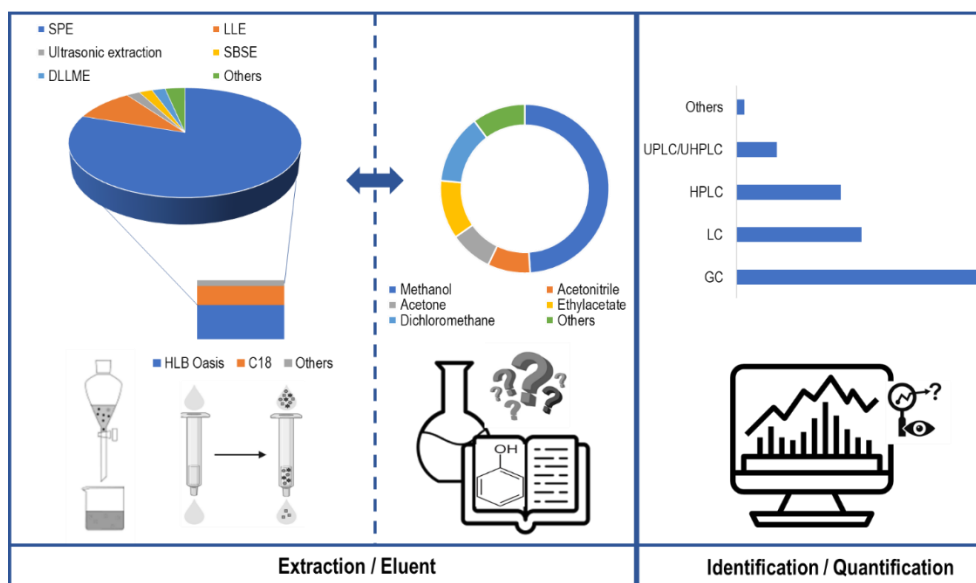 SPE LLE
Ultrasonic extraction SBSE
DLLME Others
HLB Oasis C18 Others
Methanol Acetonitrile
Acetone Ethylacetate
Dichloromethane Others
? ? ? ? ?
OH
Others
UPLC/UHPLC
HPLC
LC
GC
?
Extraction / Eluent
Identification / Quantification